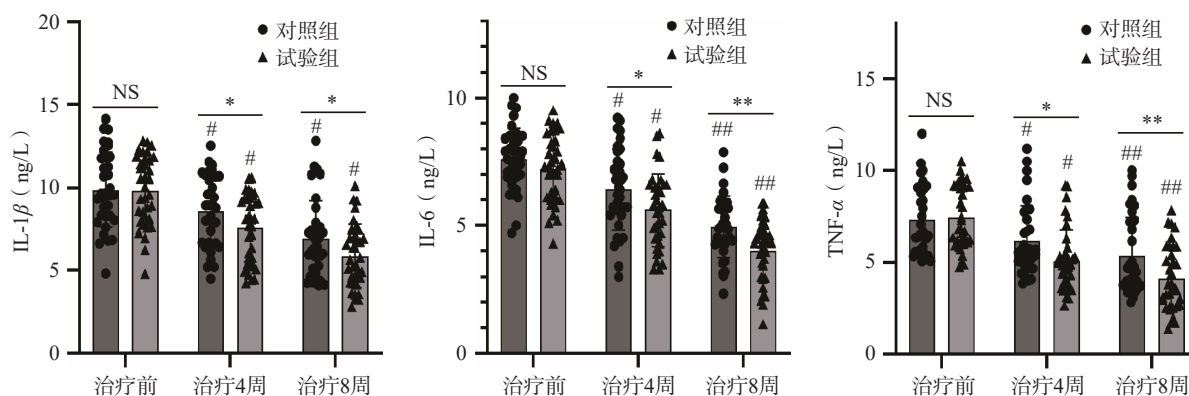 20
15
10
5
0
IL-1β（ng/L）
● 对照组
▲ 试验组
NS
*
*
#
#
#
#
治疗前
治疗4周
治疗8周
10
5
0
IL-6（ng/L）
● 对照组
▲ 试验组
NS
*
**
#
#
##
##
治疗前
治疗4周
治疗8周
15
10
5
0
TNF-α（ng/L）
● 对照组
▲ 试验组
NS
*
**
#
#
##
##
治疗前
治疗4周
治疗8周